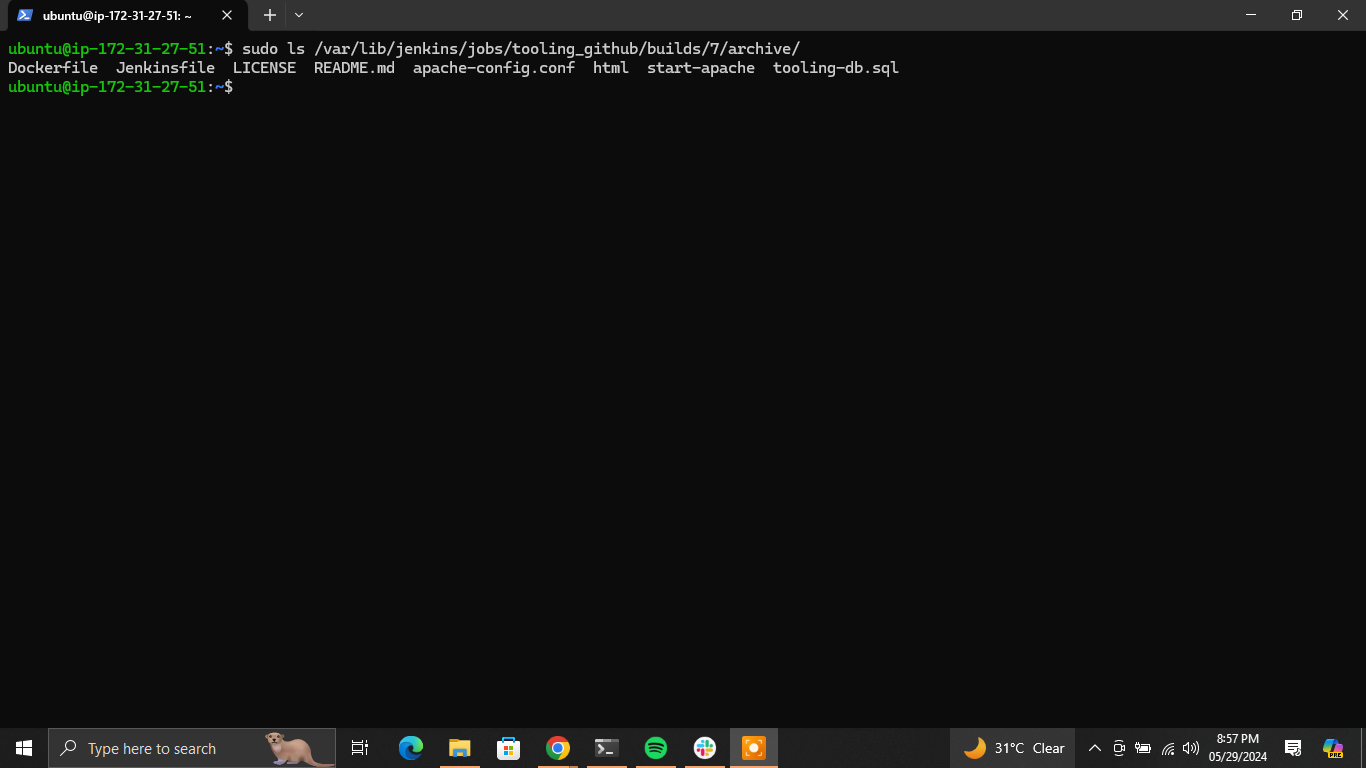 ubuntu@ip-172-31-27-51: ~
ubuntu@ip-172-31-27-51:~$ sudo ls /var/lib/jenkins/jobs/tooling_github/builds/7/archive/
Dockerfile  Jenkinsfile  LICENSE  README.md  apache-config.conf  html  start-apache  tooling-db.sql
ubuntu@ip-172-31-27-51:~$
Type here to search
31°C Clear
8:57 PM
05/29/2024
PRE